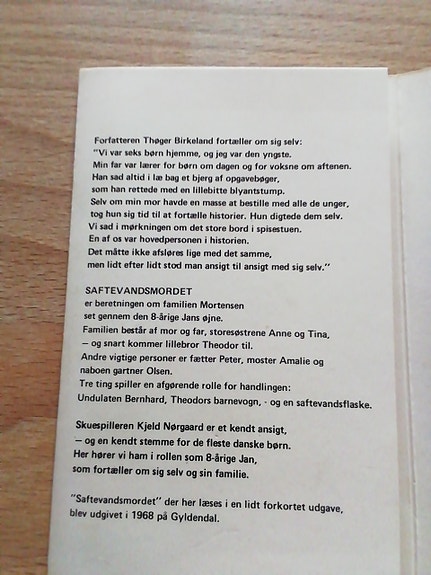 Forfatteren Thøger Birkeland fortæller om sig selv:
"Vi var seks børn hjemme, og jeg var den yngste.
Min far var lærer for børn om dagen og for voksne om aftenen.
Han sad altid i læ bag et bjerg af opgavebøger,
som han rettede med en lillebitte blyantstump.
Selv om min mor havde en masse at bestille med alle de unger,
tog hun sig tid til at fortælle historier. Hun digtede dem selv.
Vi sad i mørkningen om det store bord i spisestuen.
En af os var hovedpersonen i historien.
Det måtte ikke afsløres lige med det samme,
men lidt efter lidt stod man ansigt til ansigt med sig selv."
SAFTEVANDSMORDET
er beretningen om familien Mortensen
set gennem den 8-årige Jans øjne.
Familien består af mor og far, storesøstrene Anne og Tina,
– og snart kommer lillebror Theodor til.
Andre vigtige personer er fætter Peter, moster Amalie og
naboen gartner Olsen.
Tre ting spiller en afgørende rolle for handlingen:
Undulaten Bernhard, Theodors barnevogn, - og en saftevandsflaske.
Skuespilleren Kjeld Nørgaard er et kendt ansigt,
– og en kendt stemme for de fleste danske børn.
Her hører vi ham i rollen som 8-årige Jan,
som fortæller om sig selv og sin familie.
"Saftevandsmordet" der her læses i en lidt forkortet udgave,
blev udgivet i 1968 på Gyldendal.